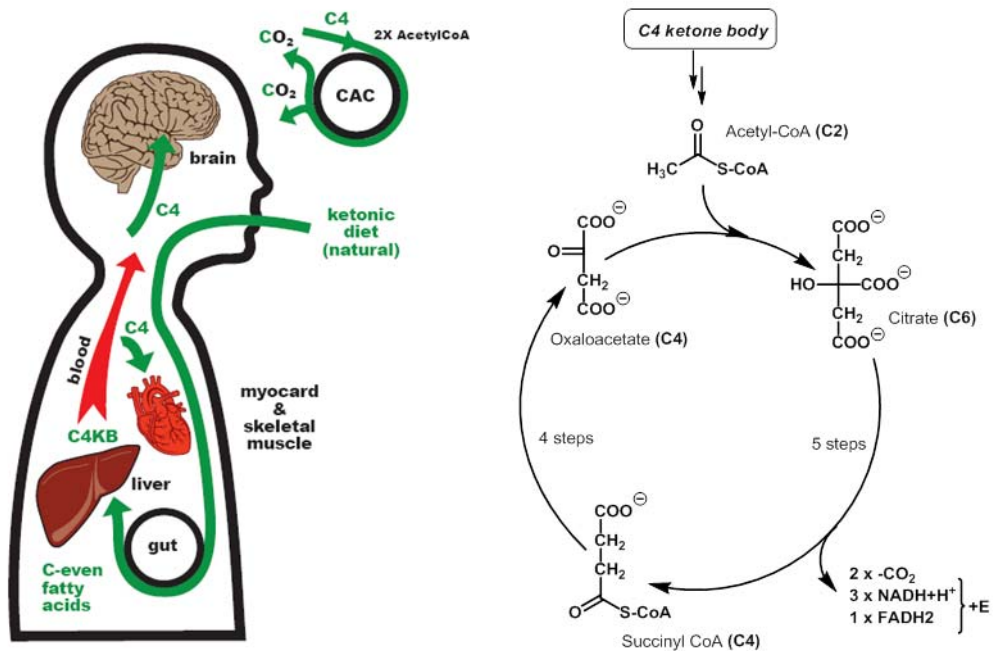 C4
2X AcetylCoA
CO2
CO2
CAC
brain
C4
ketonic
diet
(natural)
C4
blood
myocard
&
skeletal
muscle
C4KB
liver
gut
C-even
fatty
acids
C4 ketone body
Acetyl-CoA (C2)
O
H₃C
S-CoA
COO⊖
O
CH₂
COO⊖
Oxaloacetate (C4)
COO⊖
CH₂
HO
COO⊖
CH₂
COO⊖
Citrate (C6)
4 steps
5 steps
COO⊖
CH₂
CH₂
O
S-CoA
Succinyl CoA (C4)
2 x -CO₂
3 x NADH+H⁺
1 x FADH2
+E